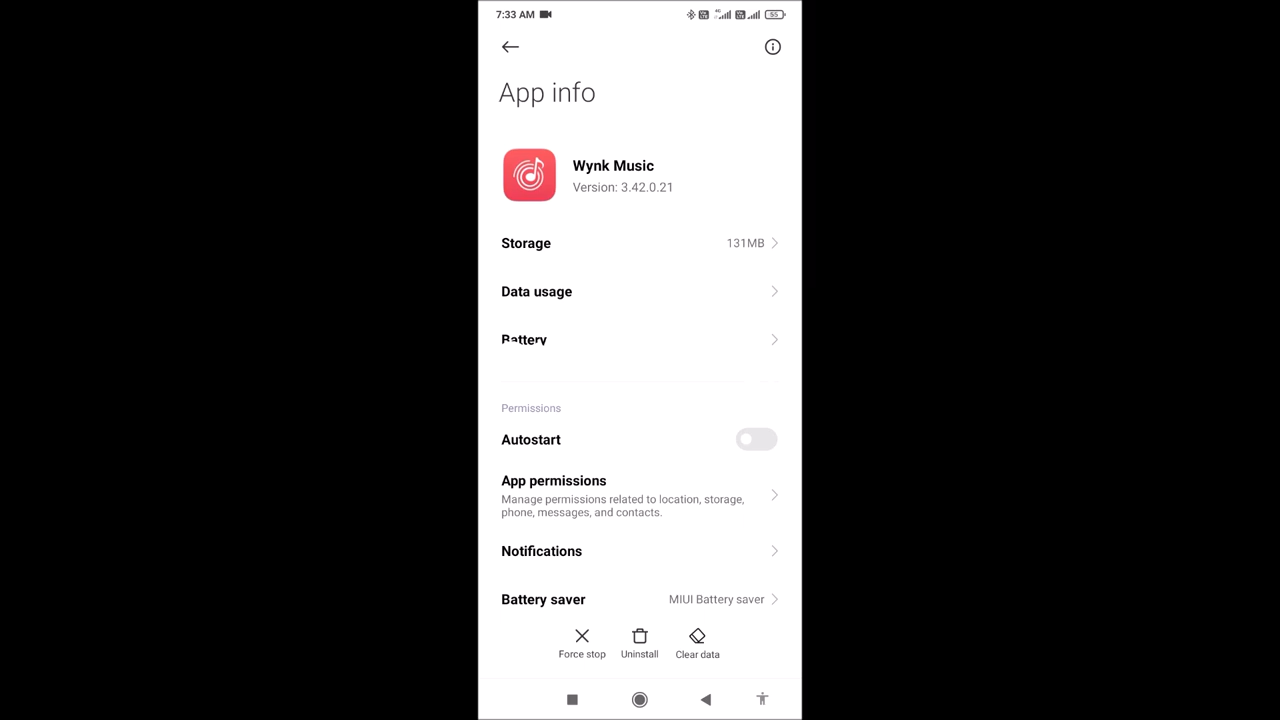 7:33 AM
55
App info
Wynk Music
Version: 3.42.0.21
Storage 131MB
Data usage
Battery
Permissions
Autostart
App permissions
Manage permissions related to location, storage,
phone, messages, and contacts.
Notifications
Battery saver MIUI Battery saver
Force stop Uninstall Clear data